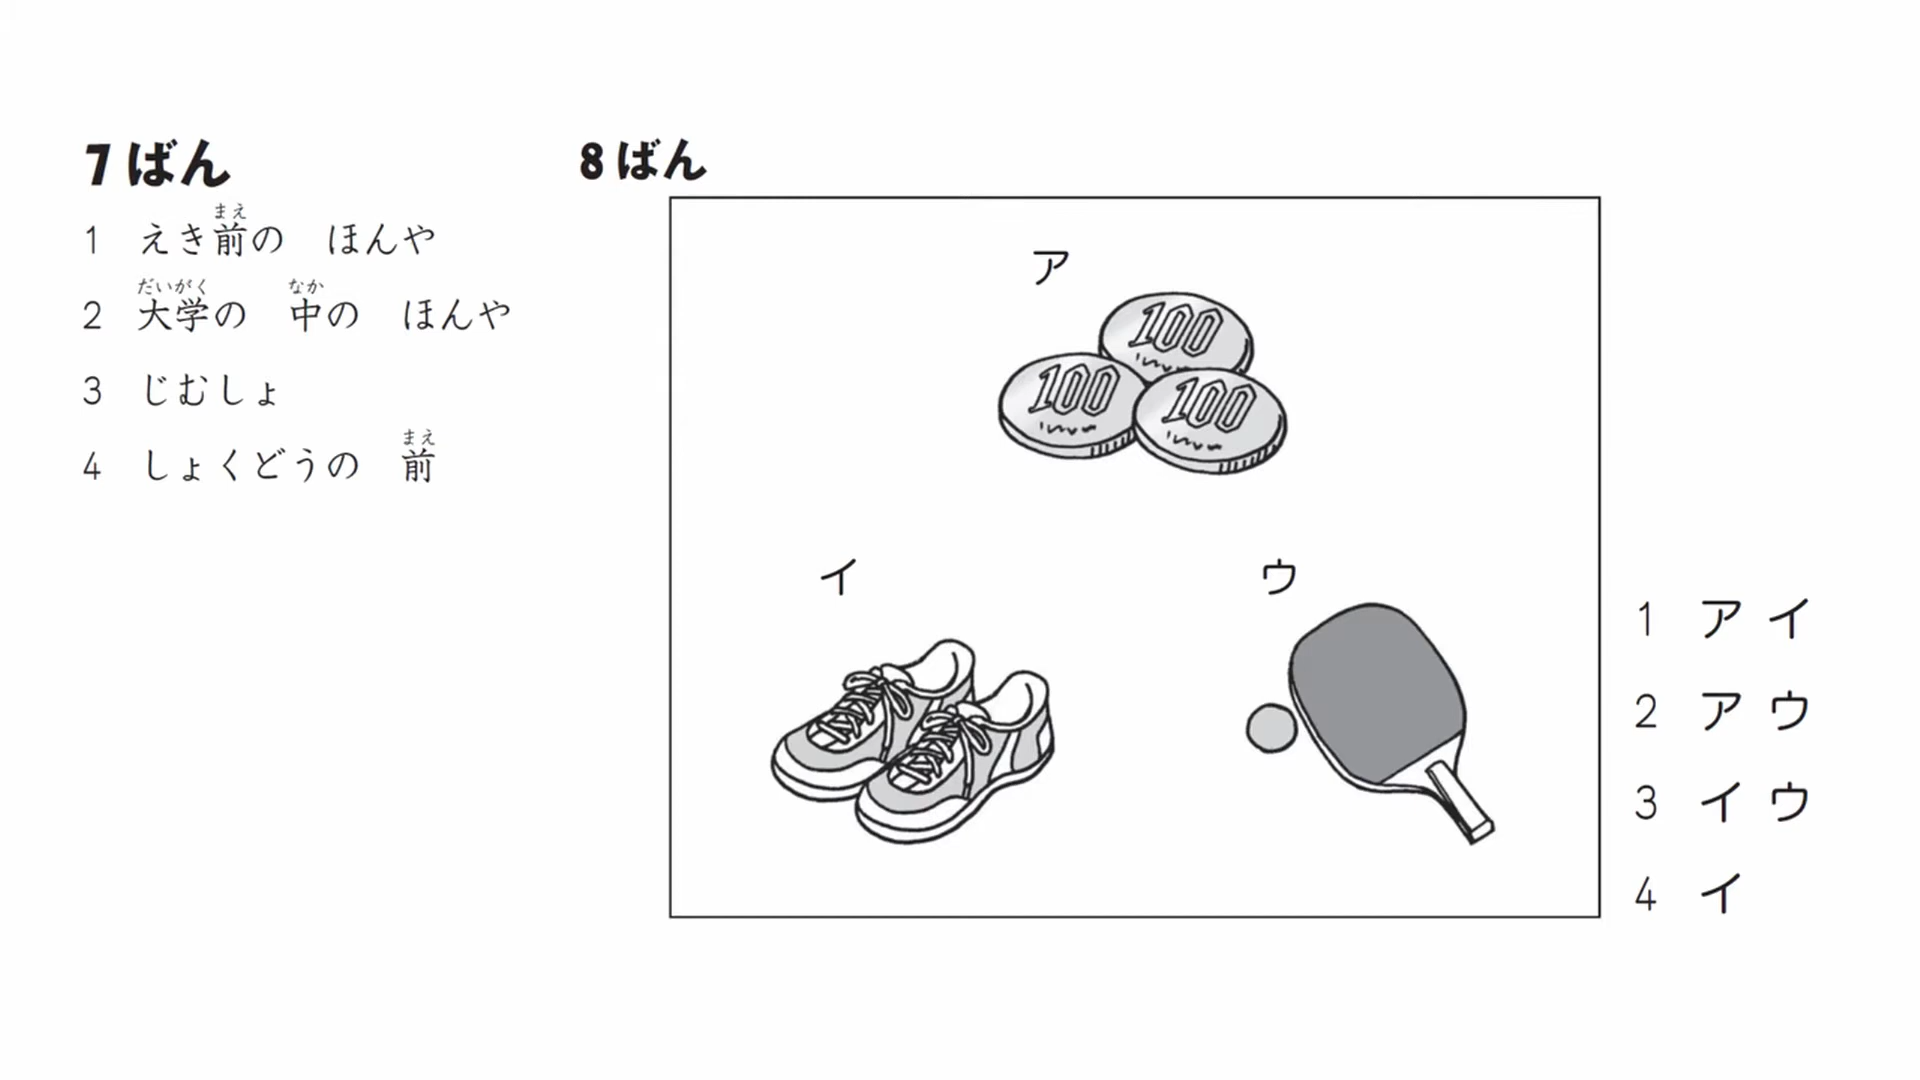 7ばん
1 えき前の ほんや
まえ
2 大学の 中の ほんや
だいがく なか
3 じむしょ
4 しょくどうの 前
まえ
8ばん
ア
100
100
100
イ
ウ
1 ア イ
2 ア ウ
3 イ ウ
4 イ